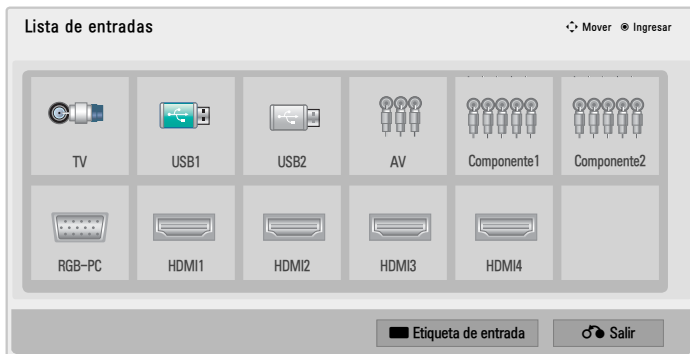 Lista de entradas
Mover Ingresar
TV USB1 USB2 AV Componente1 Componente2
RGB-PC HDMI1 HDMI2 HDMI3 HDMI4
Etiqueta de entrada Salir